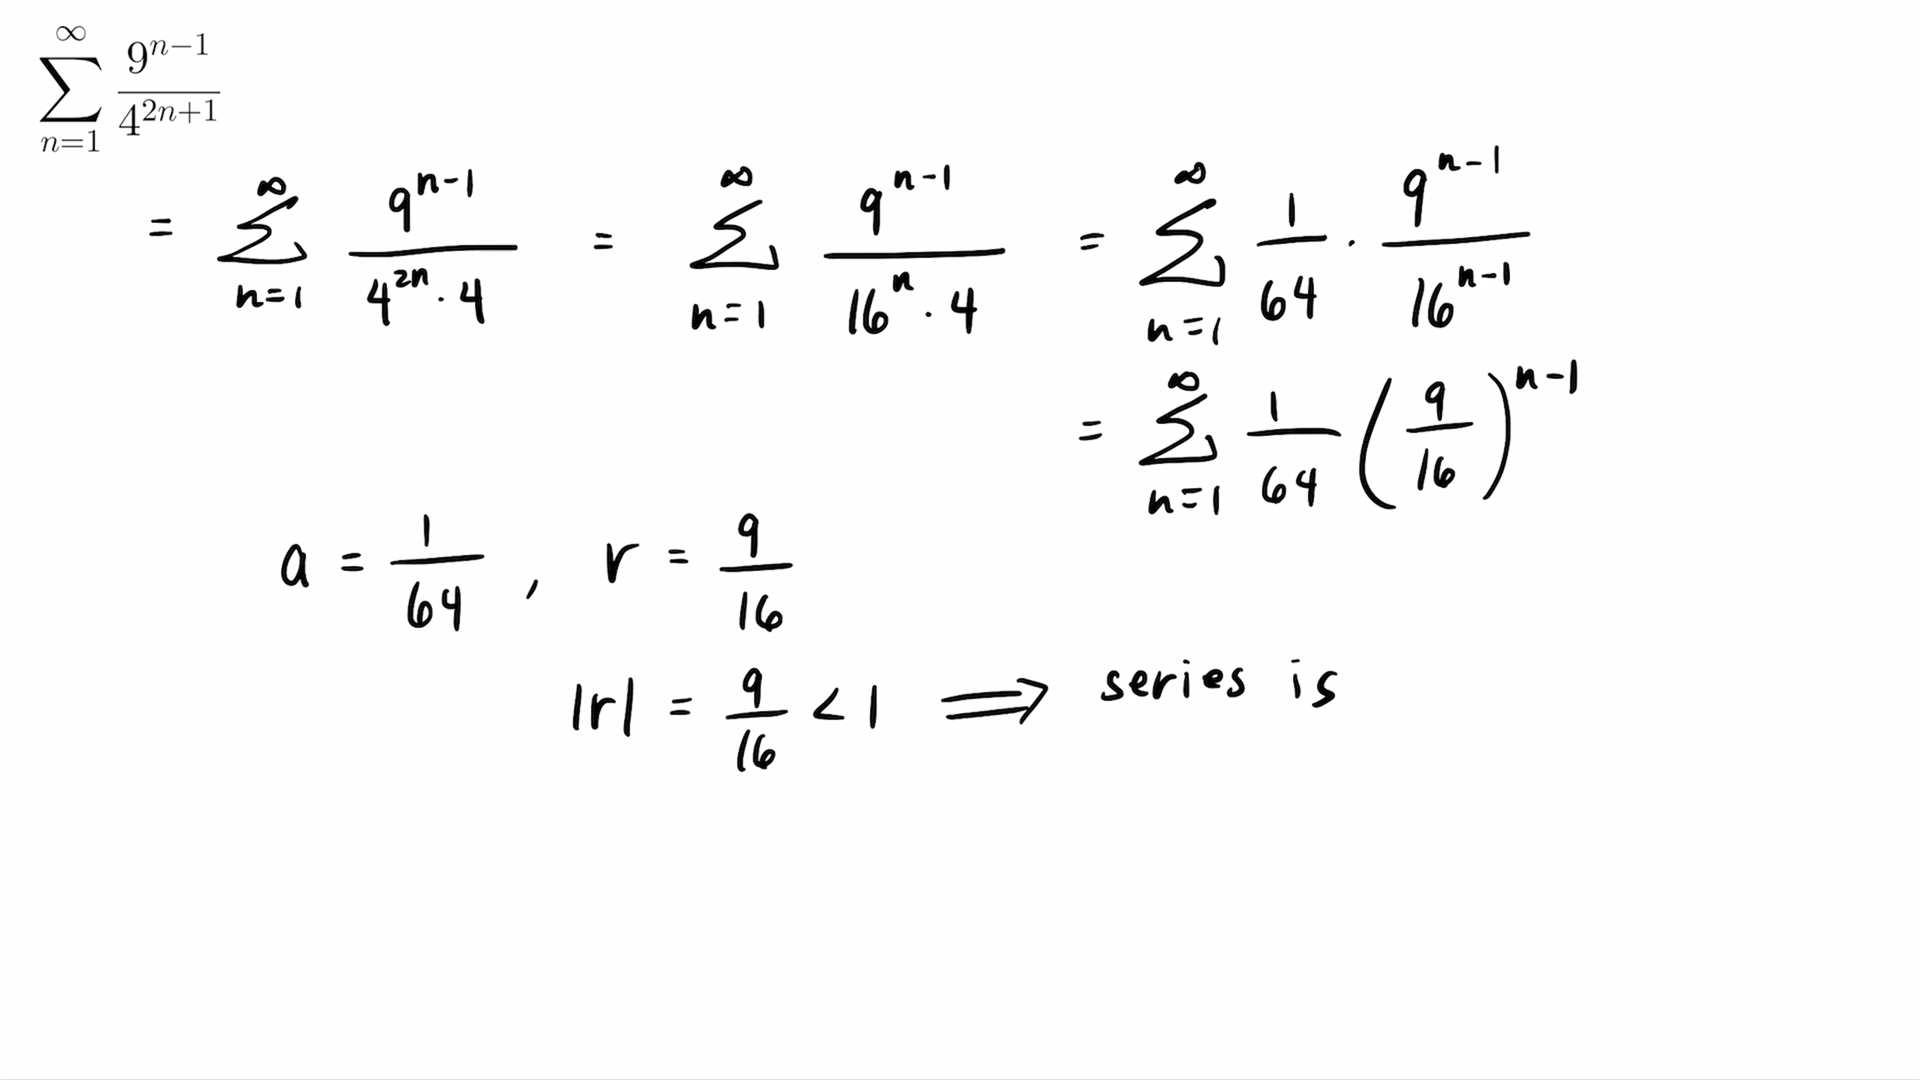 ∑_{n=1}^{∞} 9^{n−1} / 4^{2n+1}
= ∑_{n=1}^{∞} 9^{n-1} / (4^{2n} · 4) = ∑_{n=1}^{∞} 9^{n-1} / (16^{n} · 4) = ∑_{n=1}^{∞} 1/64 · 9^{n-1} / 16^{n-1}
= ∑_{n=1}^{∞} 1/64 (9/16)^{n-1}
a = 1/64 , r = 9/16
|r| = 9/16 < 1 ⟹ series is